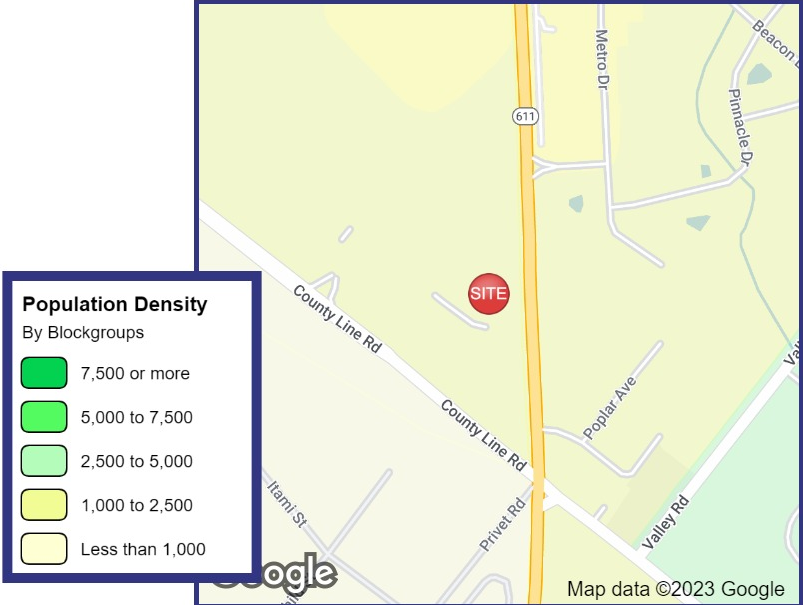 Beacon
Metro Dr
Pinnacle Dr
611
SITE
County Line Rd
County Line Rd
Poplar Ave
Valley Rd
Privet Rd
Itami St
Population Density
By Blockgroups
7,500 or more
5,000 to 7,500
2,500 to 5,000
1,000 to 2,500
Less than 1,000
Google
Map data ©2023 Google